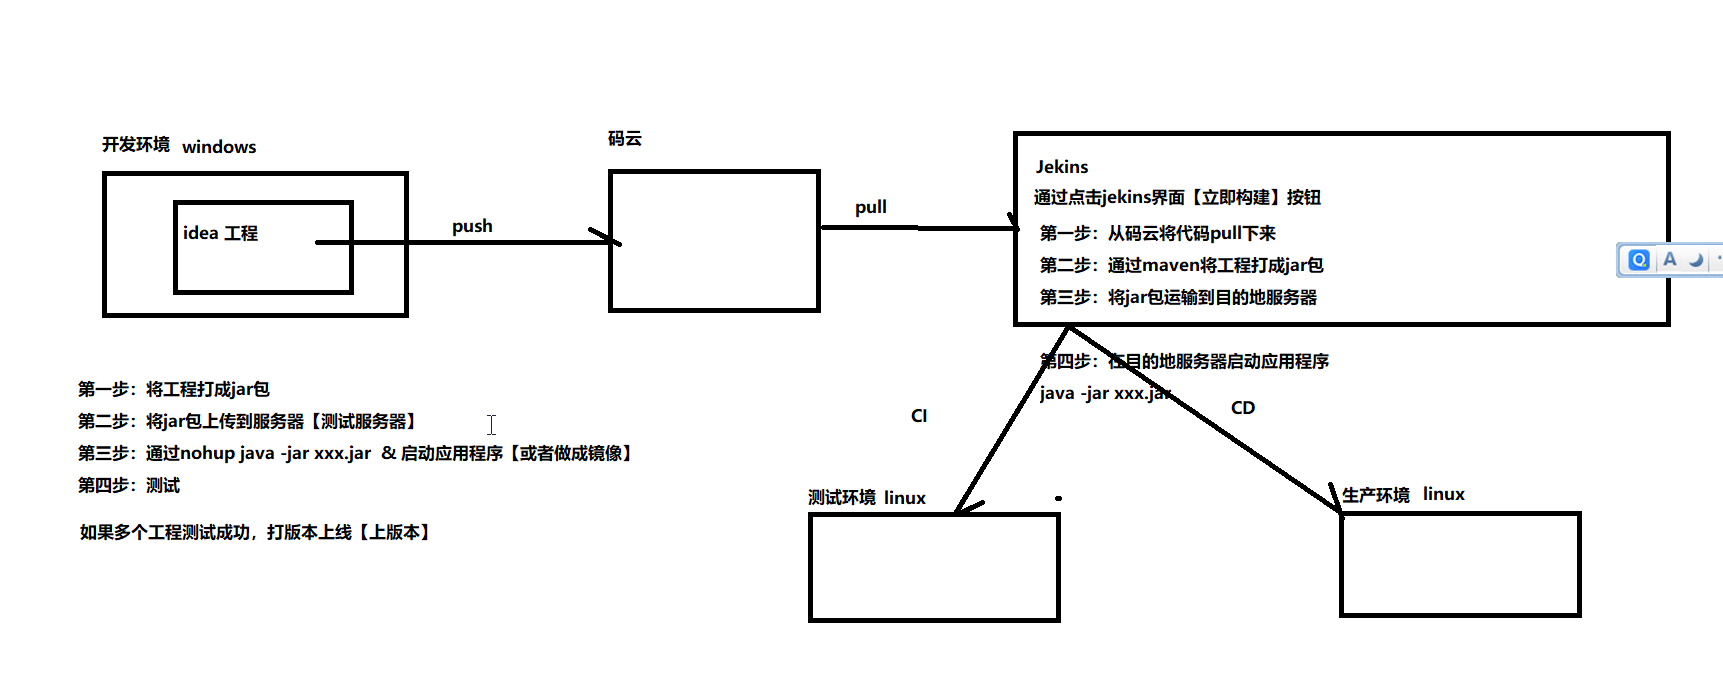 开发环境 windows
idea 工程
push
码云
pull
Jekins
通过点击jekins界面【立即构建】按钮
第一步：从码云将代码pull下来
第二步：通过maven将工程打成jar包
第三步：将jar包运输到目的地服务器
第四步：在目的地服务器启动应用程序
java -jar xxx.jar
CI
CD
第一步：将工程打成jar包
第二步：将jar包上传到服务器【测试服务器】
第三步：通过nohup java -jar xxx.jar & 启动应用程序【或者做成镜像】
第四步：测试
如果多个工程测试成功，打版本上线【上版本】
测试环境 linux
生产环境 linux
A